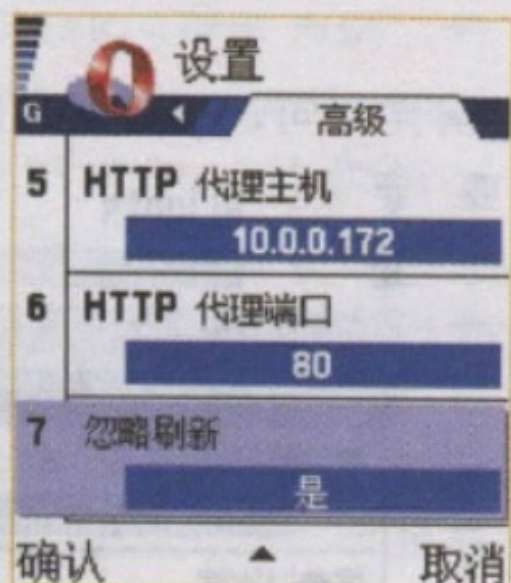 设置
G
高级
5 HTTP 代理主机
10.0.0.172
6 HTTP 代理端口
80
7 忽略刷新
是
确认 取消